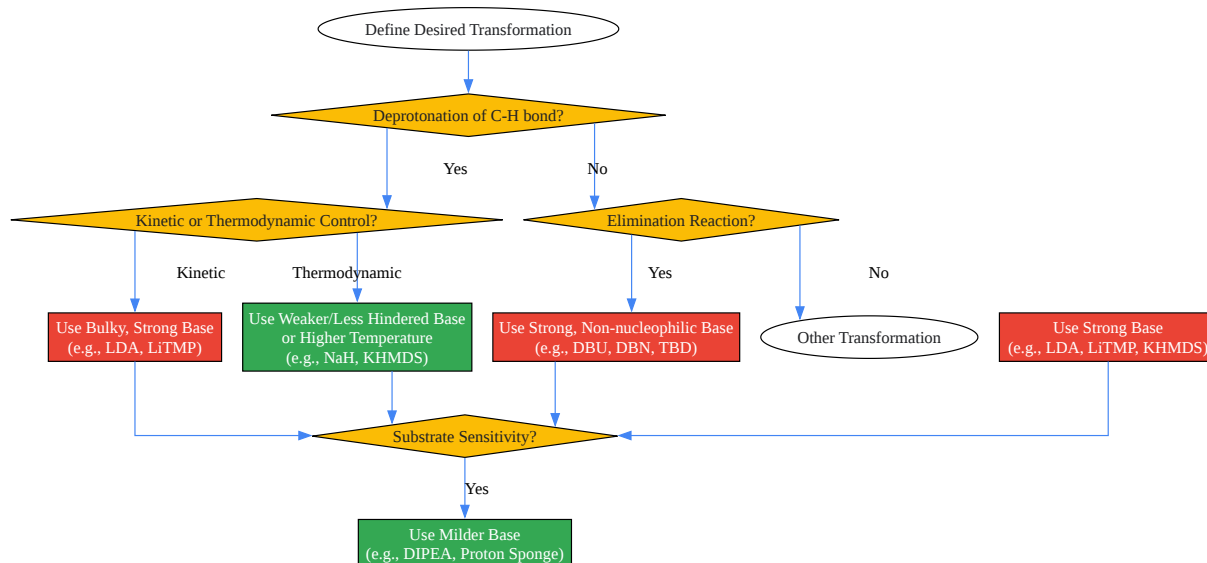 Define Desired Transformation
Deprotonation of C-H bond?
Yes
No
Kinetic or Thermodynamic Control?
Elimination Reaction?
Kinetic
Thermodynamic
Yes
No
Use Bulky, Strong Base
(e.g., LDA, LiTMP)
Use Weaker/Less Hindered Base
or Higher Temperature
(e.g., NaH, KHMDS)
Use Strong, Non-nucleophilic Base
(e.g., DBU, DBN, TBD)
Other Transformation
Use Strong Base
(e.g., LDA, LiTMP, KHMDS)
Substrate Sensitivity?
Yes
Use Milder Base
(e.g., DIPEA, Proton Sponge)